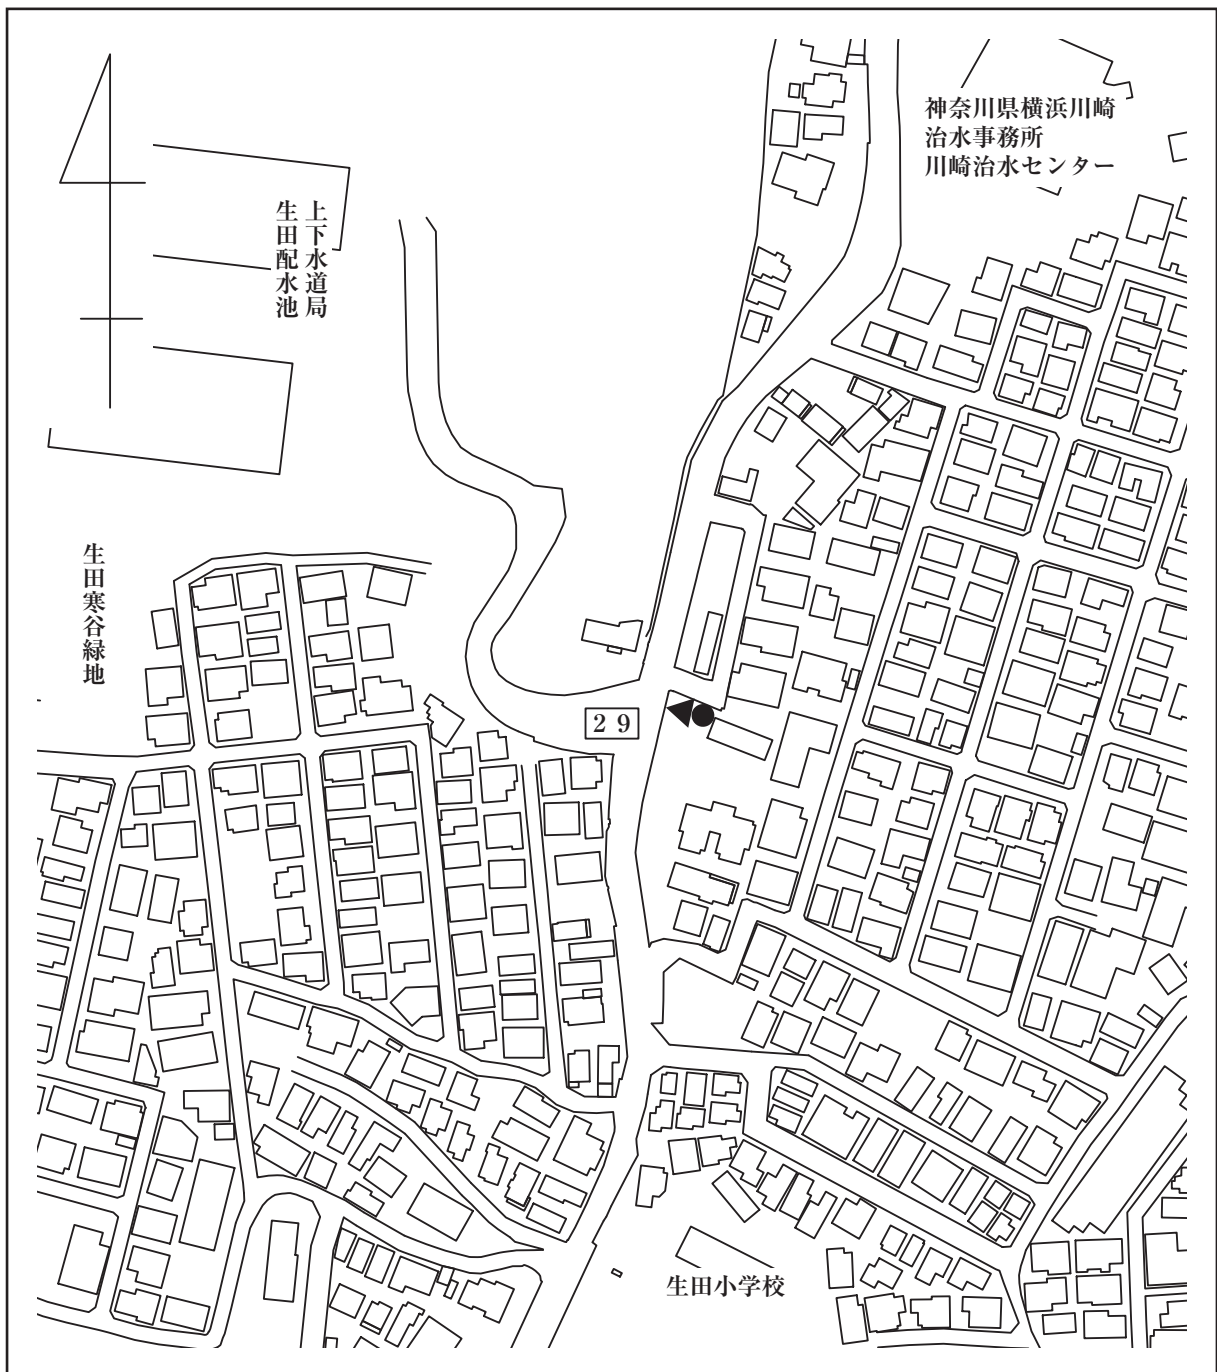 神奈川県横浜川崎
治水事務所
川崎治水センター
上下水道局
生田配水池
生田寒谷緑地
29
生田小学校